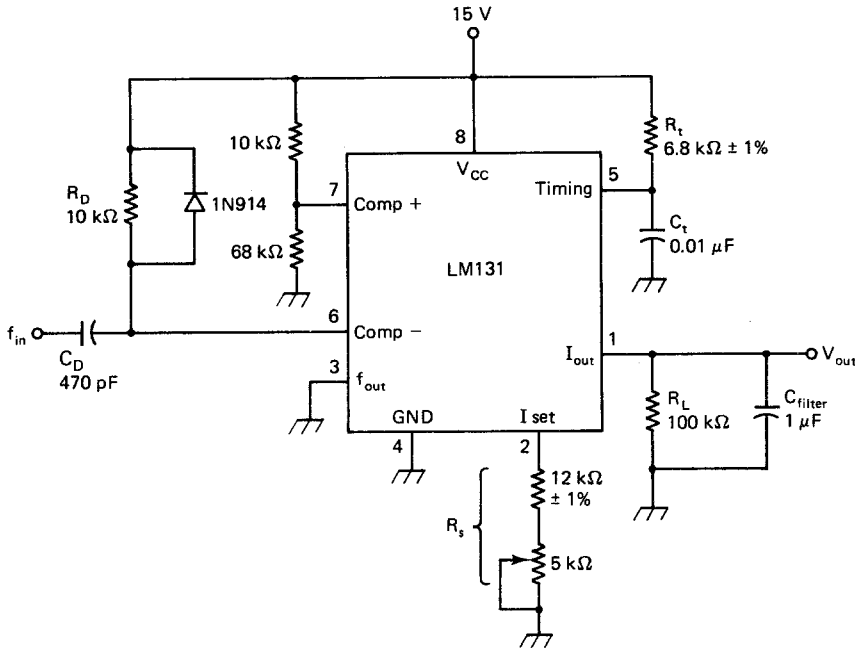 15 V
R_D
10 kΩ
1N914
10 kΩ
68 kΩ
8
V_CC
7
Comp +
Timing
5
R_t
6.8 kΩ ± 1%
C_t
0.01 μF
LM131
f_in
C_D
470 pF
6
Comp −
3
f_out
GND
4
I set
2
I_out
1
V_out
R_L
100 kΩ
C_filter
1 μF
R_s
12 kΩ
± 1%
5 kΩ